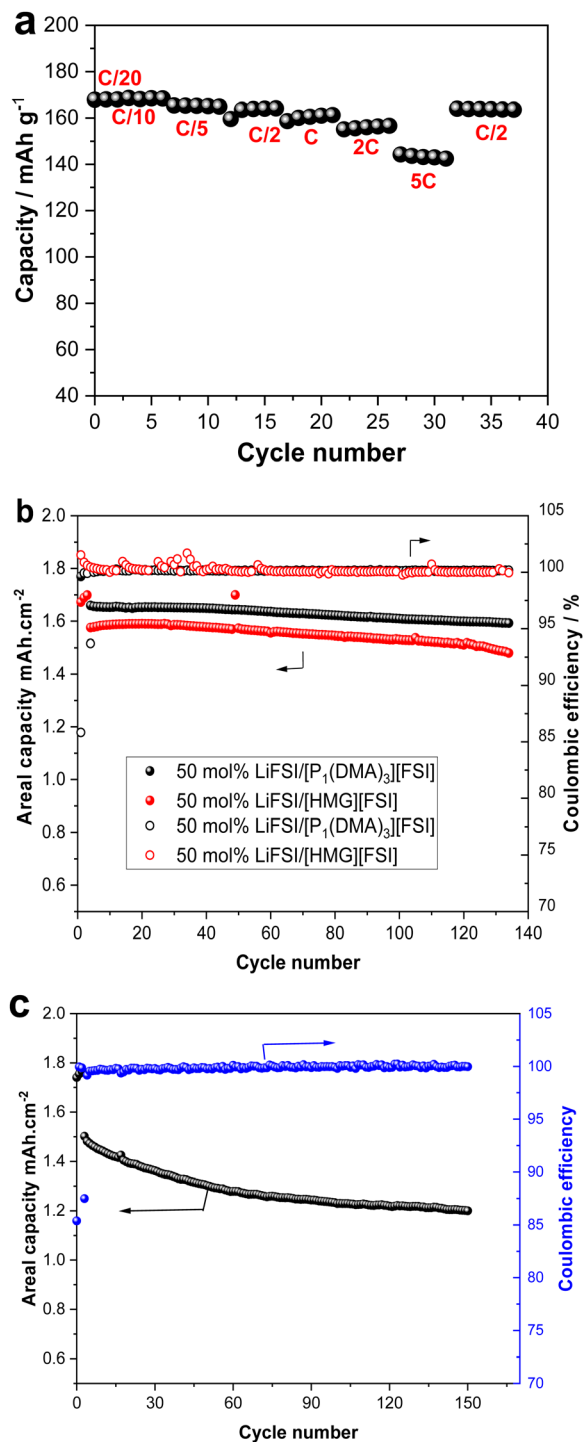 a
Capacity / mAh g⁻¹
200
180
160
140
120
100
80
60
40
C/20
C/10
C/5
C/2
C
2C
5C
C/2
0 5 10 15 20 25 30 35 40
Cycle number
b
Areal capacity mAh.cm⁻²
2.0
1.8
1.6
1.4
1.2
1.0
1.8
1.6
105
100
95
90
85
80
95
70
Coulombic efficiency / %
50 mol% LiFSI/[P₁(DMA)₃][FSI]
50 mol% LiFSI/[HMG][FSI]
50 mol% LiFSI/[P₁(DMA)₃][FSI]
50 mol% LiFSI/[HMG][FSI]
0 20 40 60 80 100 120 140
Cycle number
c
Areal capacity mAh.cm⁻²
2.0
1.8
1.6
1.4
1.2
1.0
1.8
1.6
0.5
105
100
95
90
85
80
75
70
Coulombic efficiency
0 30 60 90 120 150
Cycle number